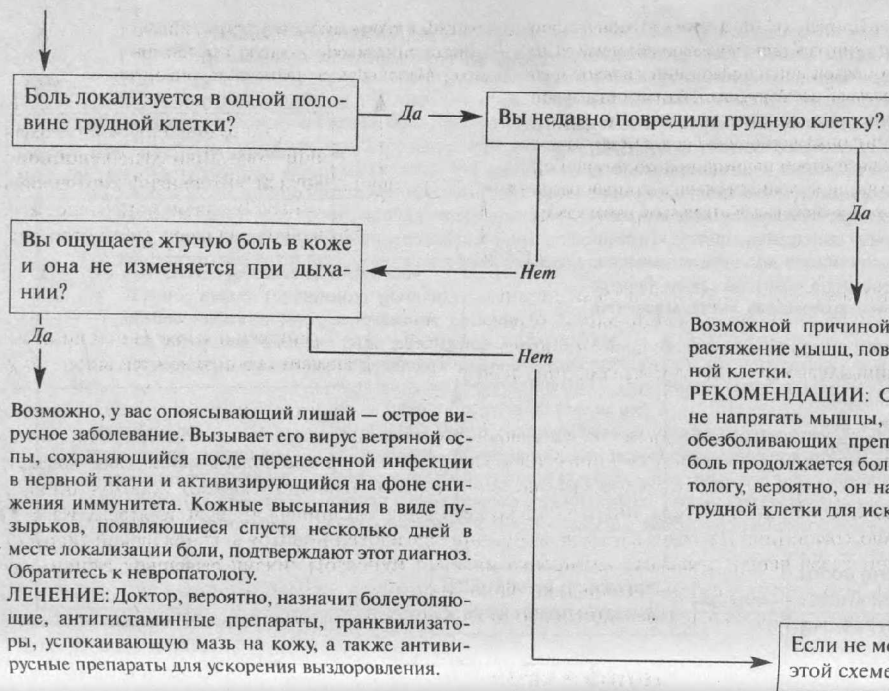 Боль локализуется в одной поло-
вине грудной клетки?
Да
Вы недавно повредили грудную клетку?
Да
Вы ощущаете жгучую боль в коже
и она не изменяется при дыха-
нии?
Нет
Да
Нет
Возможно, у вас опоясывающий лишай — острое ви-
русное заболевание. Вызывает его вирус ветряной ос-
пы, сохраняющийся после перенесенной инфекции
в нервной ткани и активизирующийся на фоне сни-
жения иммунитета. Кожные высыпания в виде пу-
зырьков, появляющиеся спустя несколько дней в
месте локализации боли, подтверждают этот диагноз.
Обратитесь к невропатологу.
ЛЕЧЕНИЕ: Доктор, вероятно, назначит болеутоляю-
щие, антигистаминные препараты, транквилизато-
ры, успокаивающую мазь на кожу, а также антиви-
русные препараты для ускорения выздоровления.
Возможной причиной
растяжение мышц, пов
ной клетки.
РЕКОМЕНДАЦИИ: С
не напрягать мышцы,
обезболивающих преп
боль продолжается бол
тологу, вероятно, он на
грудной клетки для иск
Если не мо
этой схеме